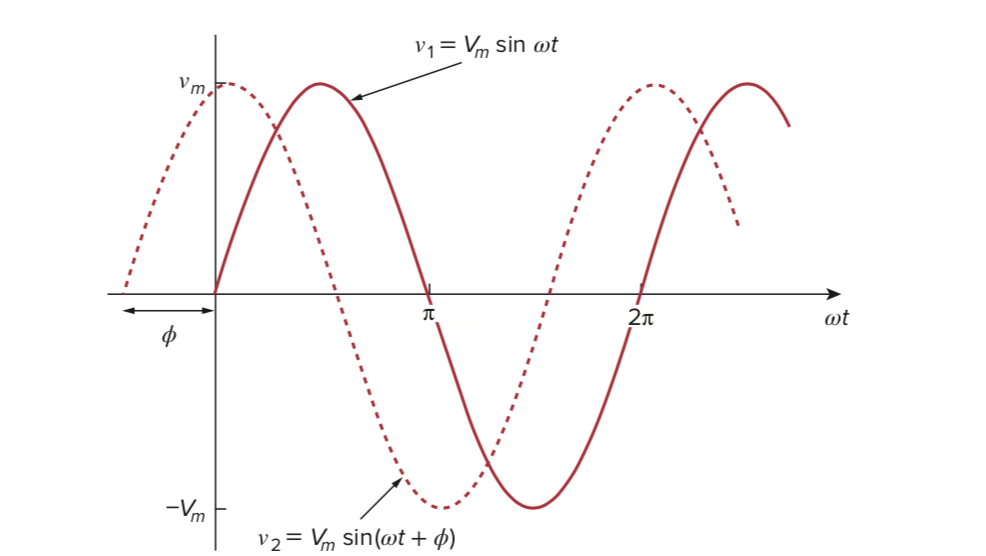 v₁ = Vₘ sin ωt
vₘ
π
2π
ωt
ϕ
−Vₘ
v₂ = Vₘ sin(ωt + ϕ)